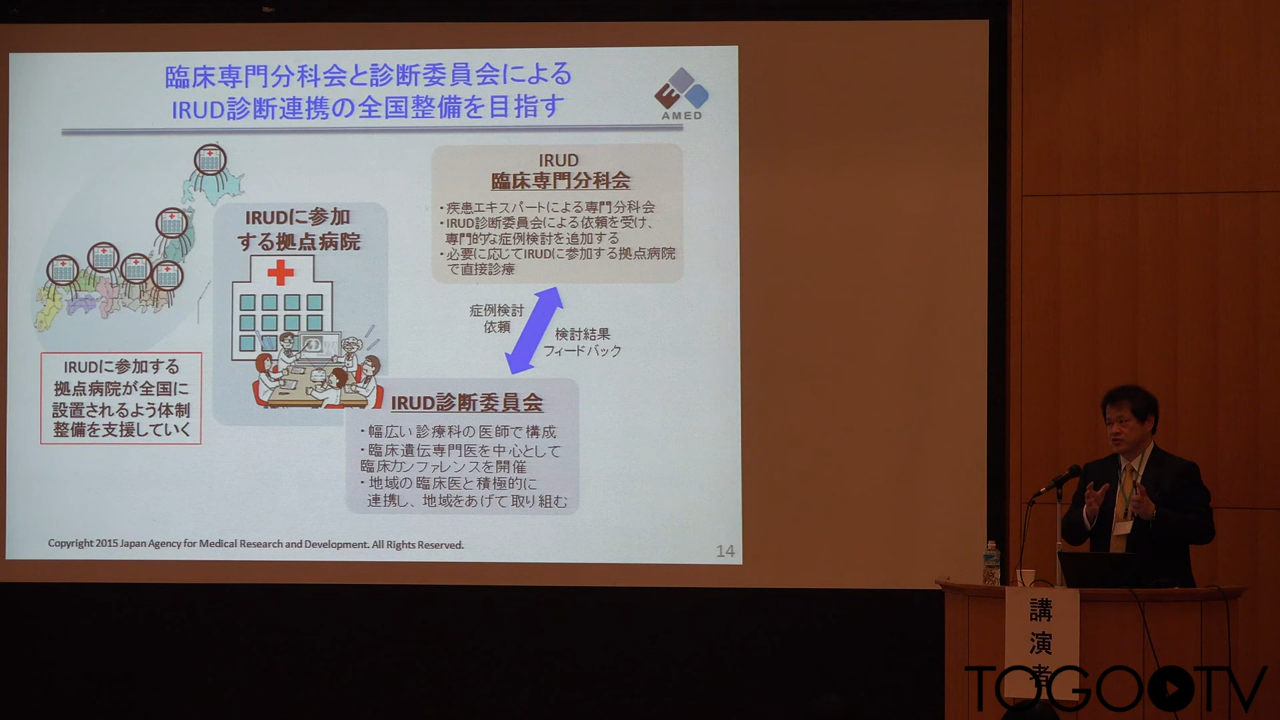 臨床専門分科会と診断委員会による
IRUD診断連携の全国整備を目指す
AMED
IRUDに参加
する拠点病院
IRUD
臨床専門分科会
・疾患エキスパートによる専門分科会
・IRUD診断委員会による依頼を受け、
専門的な症例検討を追加する
・必要に応じてIRUDに参加する拠点病院
で直接診療
症例検討
依頼
検討結果
フィードバック
IRUDに参加する
拠点病院が全国に
設置されるよう体制
整備を支援していく
IRUD診断委員会
・幅広い診療科の医師で構成
・臨床遺伝専門医を中心として
臨床カンファレンスを開催
・地域の臨床医と積極的に
連携し、地域をあげて取り組む
Copyright 2015 Japan Agency for Medical Research and Development. All Rights Reserved.
14
講演者
TOGOTV